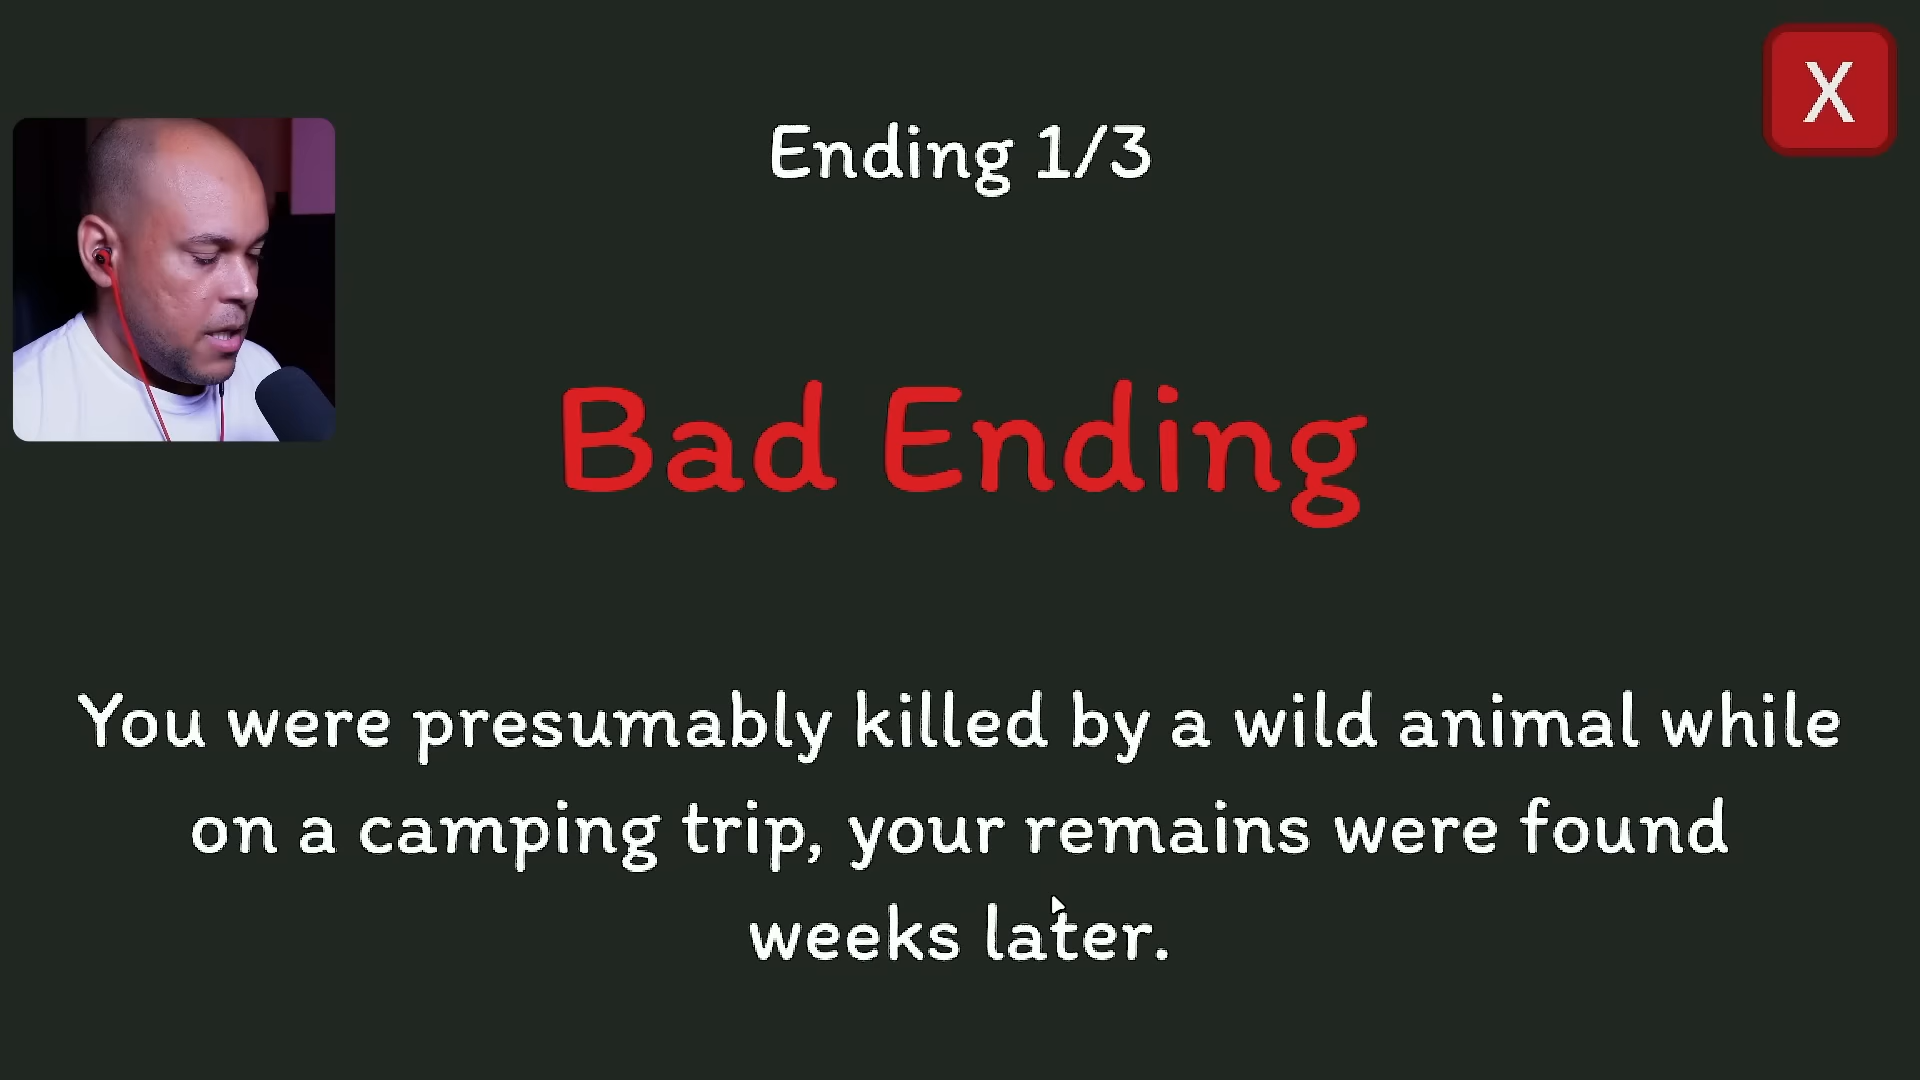 X
Ending 1/3
Bad Ending
You were presumably killed by a wild animal while
on a camping trip, your remains were found
weeks later.